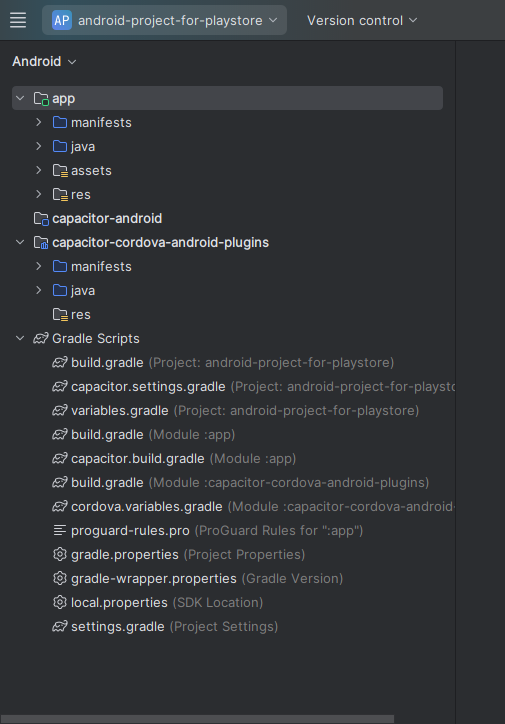 AP android-project-for-playstore Version control
Android
app
manifests
java
assets
res
capacitor-android
capacitor-cordova-android-plugins
manifests
java
res
Gradle Scripts
build.gradle (Project: android-project-for-playstore)
capacitor.settings.gradle (Project: android-project-for-playsto
variables.gradle (Project: android-project-for-playstore)
build.gradle (Module :app)
capacitor.build.gradle (Module :app)
build.gradle (Module :capacitor-cordova-android-plugins)
cordova.variables.gradle (Module :capacitor-cordova-android-
proguard-rules.pro (ProGuard Rules for ":app")
gradle.properties (Project Properties)
gradle-wrapper.properties (Gradle Version)
local.properties (SDK Location)
settings.gradle (Project Settings)